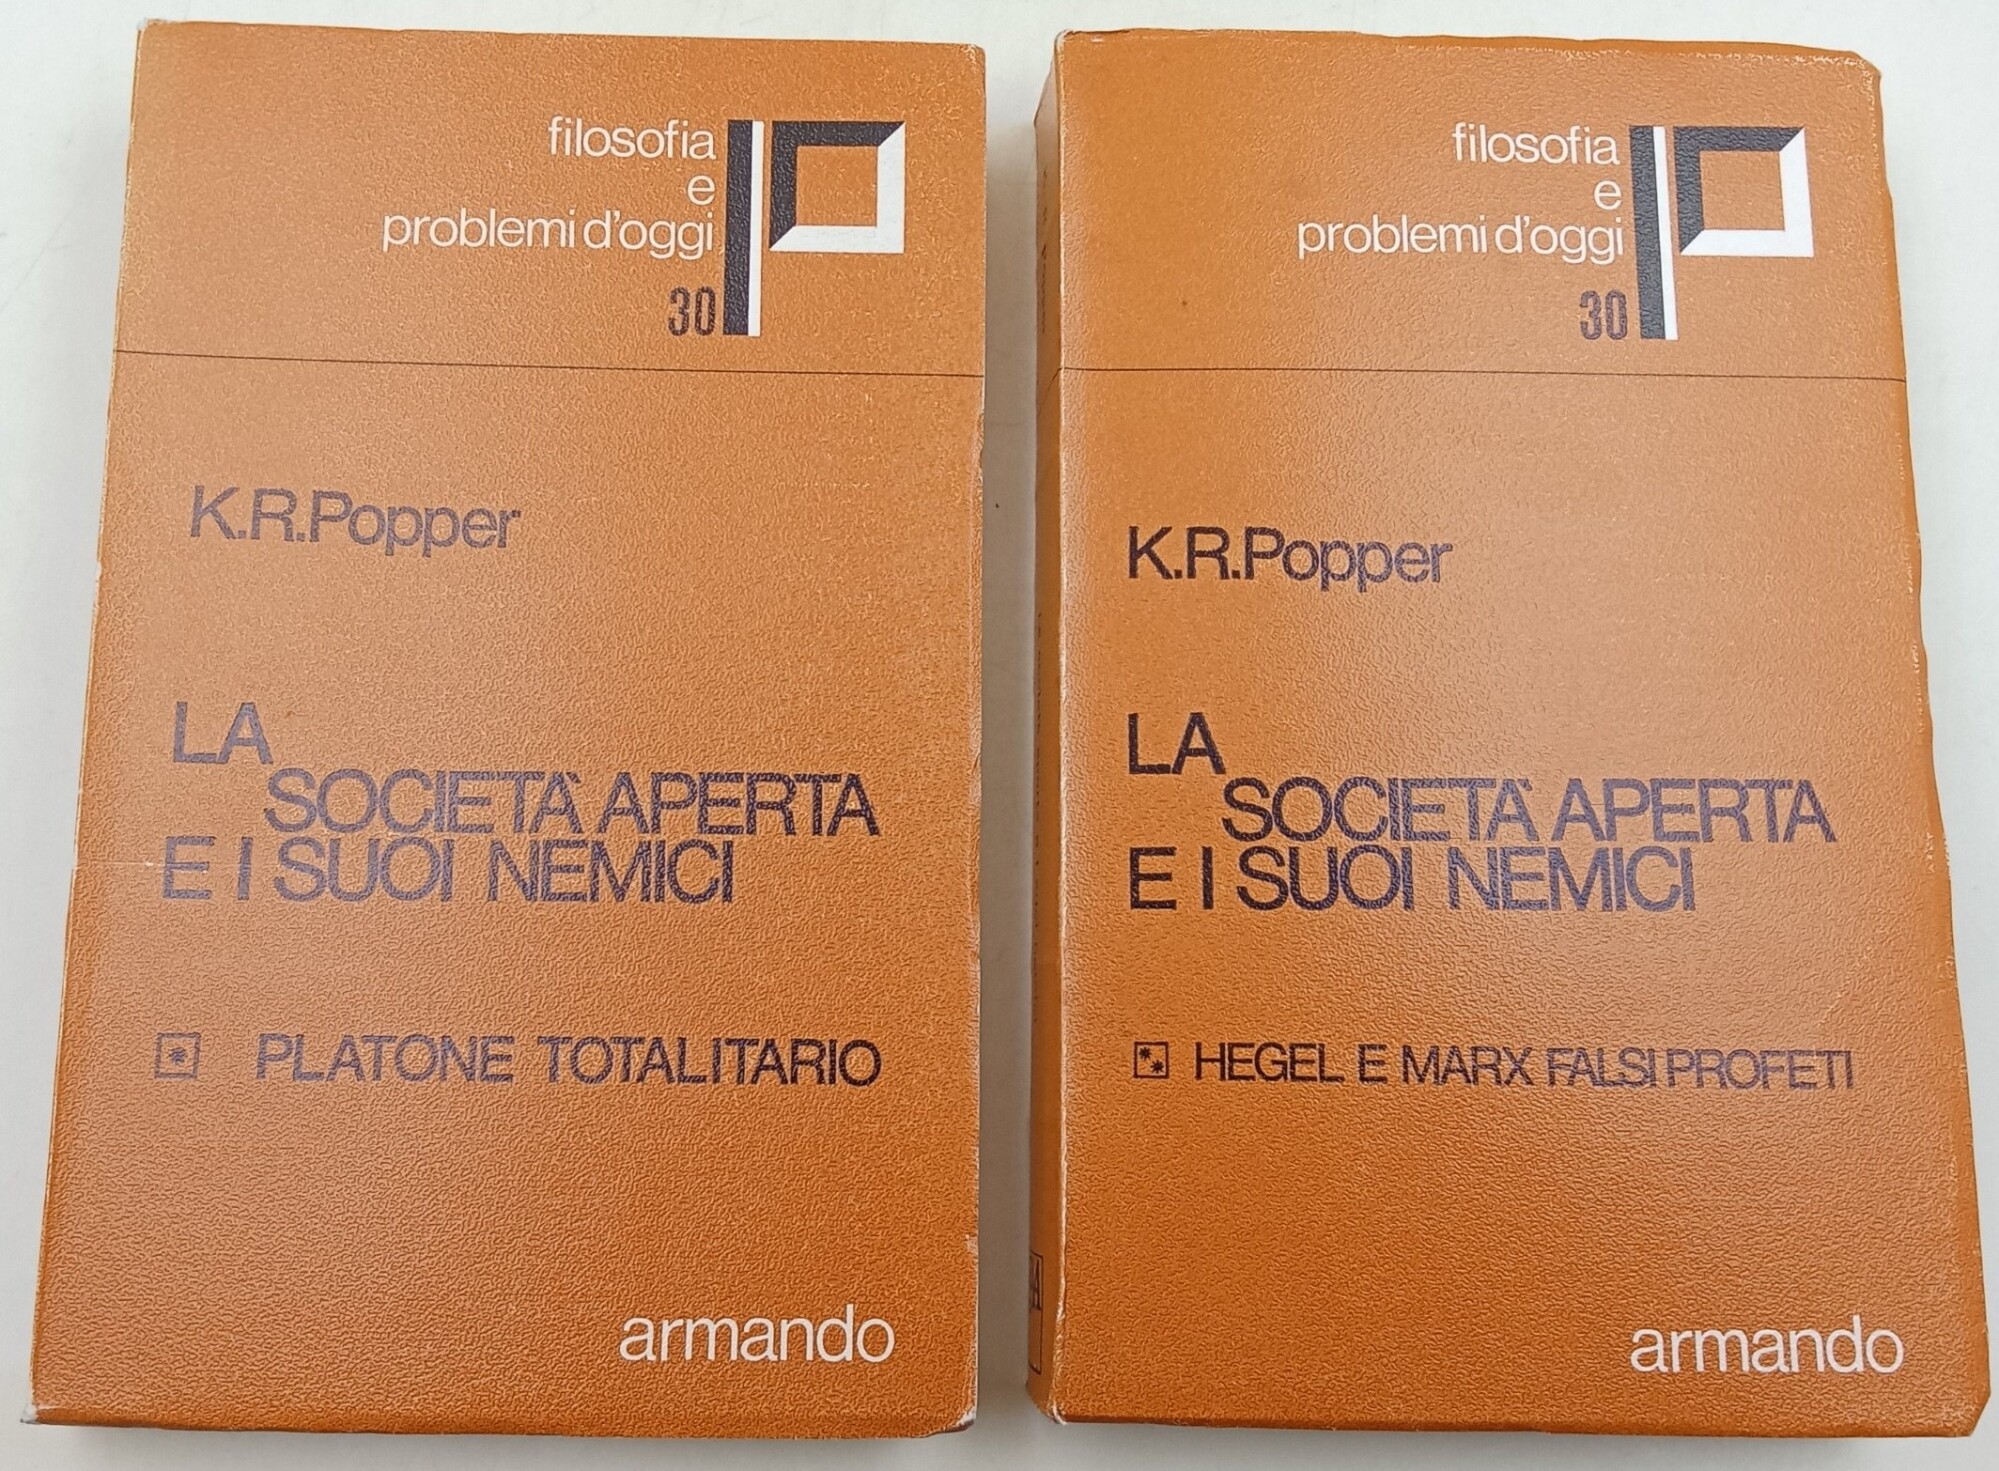 filosofia
e
problemi d'oggi
30
K.R.Popper
LA
SOCIETÀ APERTA
E I SUOI NEMICI
PLATONE TOTALITARIO
armando
filosofia
e
problemi d'oggi
30
K.R.Popper
LA
SOCIETÀ APERTA
E I SUOI NEMICI
HEGEL E MARX FALSI PROFETI
armando